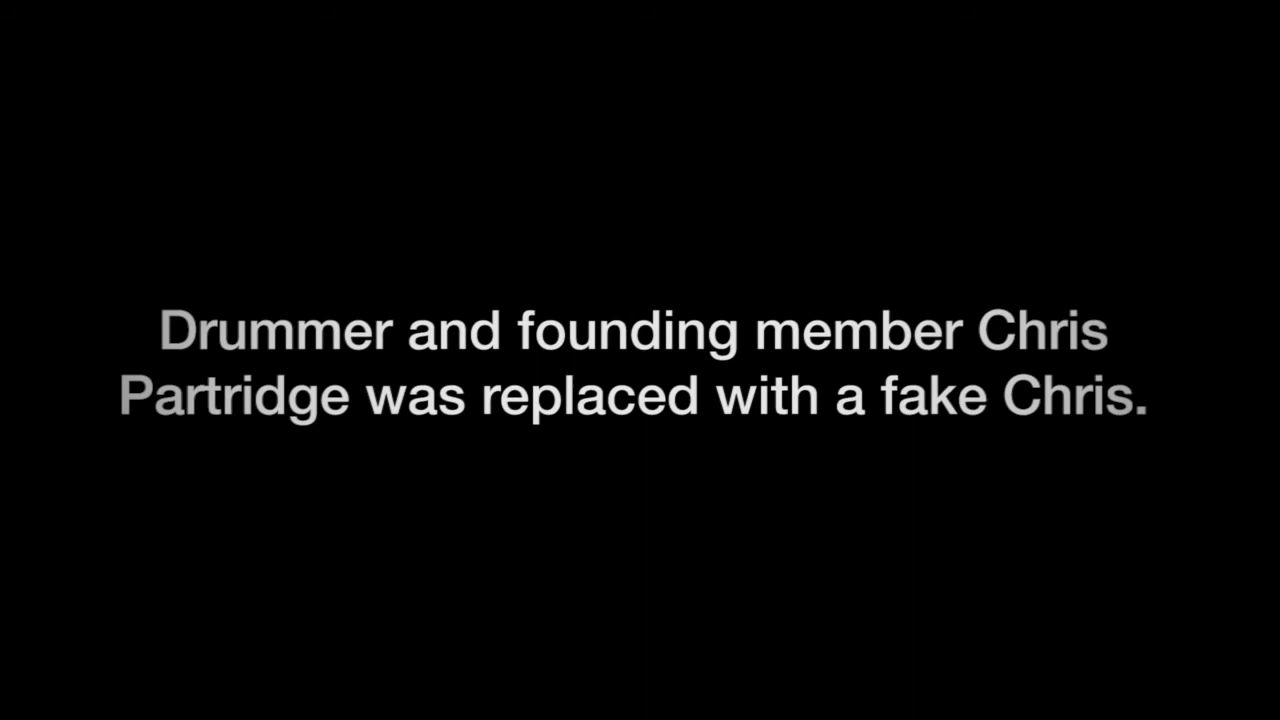 Drummer and founding member Chris
Partridge was replaced with a fake Chris.